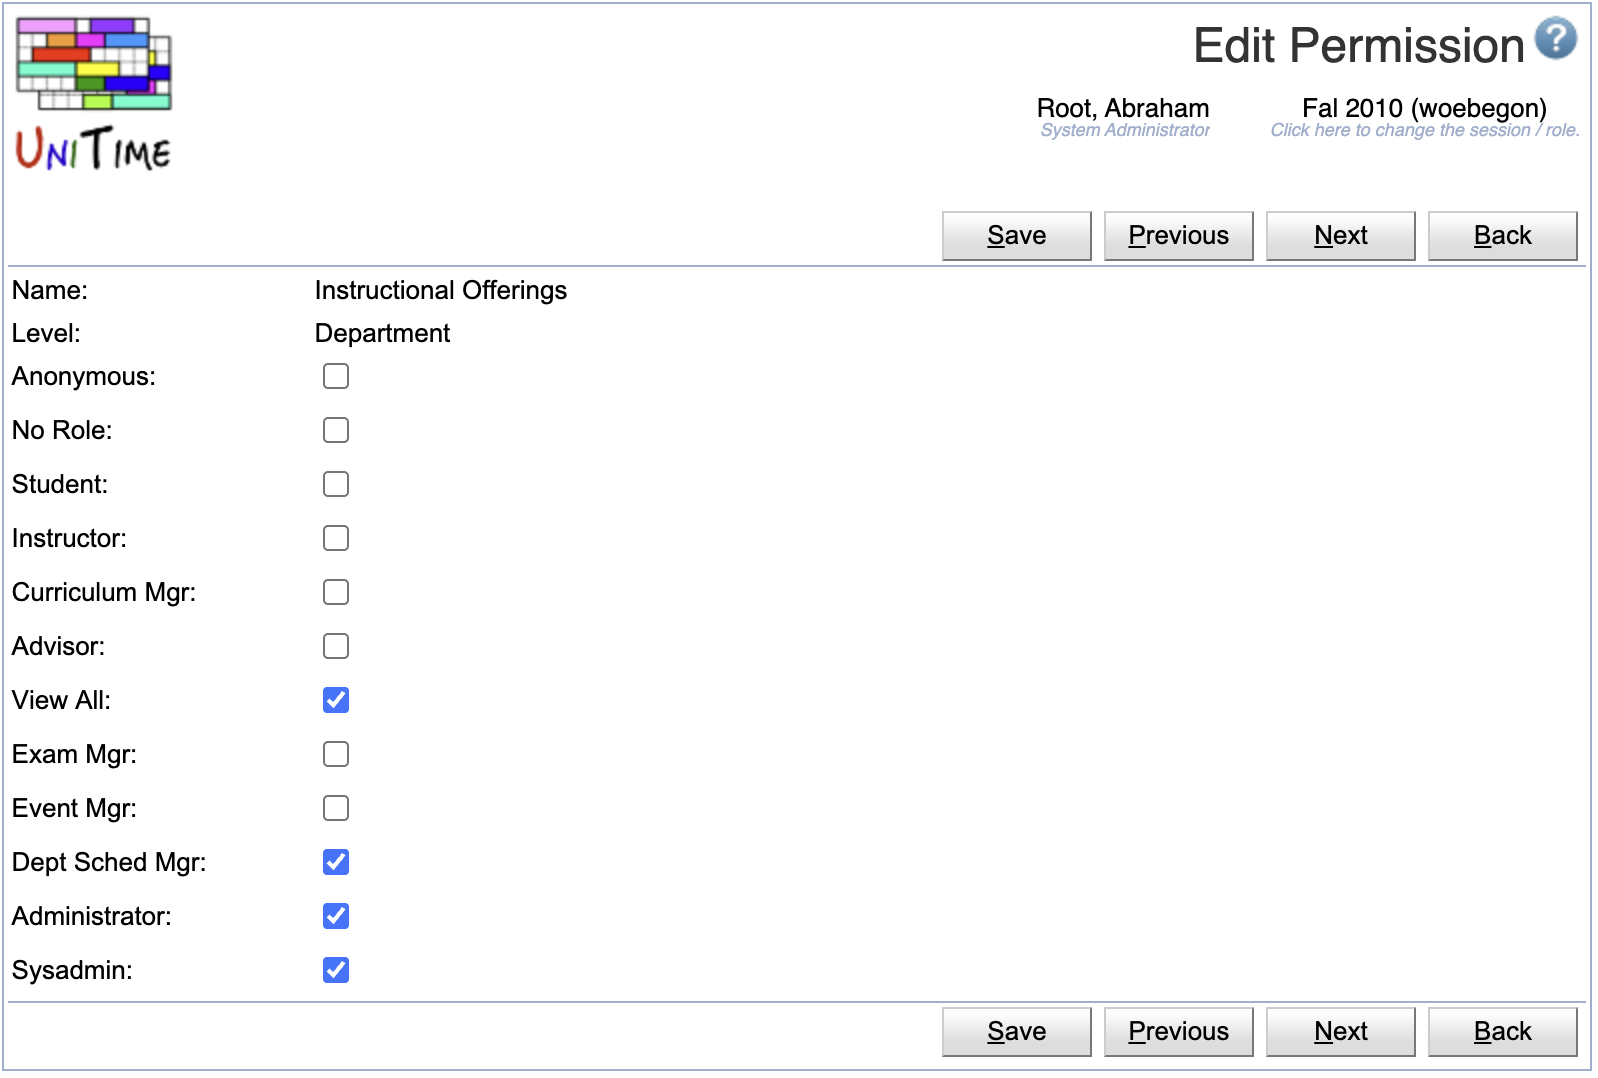 UniTime
Edit Permission ?
Root, Abraham Fal 2010 (woebegon)
System Administrator Click here to change the session / role.
Save Previous Next Back
Name: Instructional Offerings
Level: Department
Anonymous:
No Role:
Student:
Instructor:
Curriculum Mgr:
Advisor:
View All:
Exam Mgr:
Event Mgr:
Dept Sched Mgr:
Administrator:
Sysadmin:
Save Previous Next Back